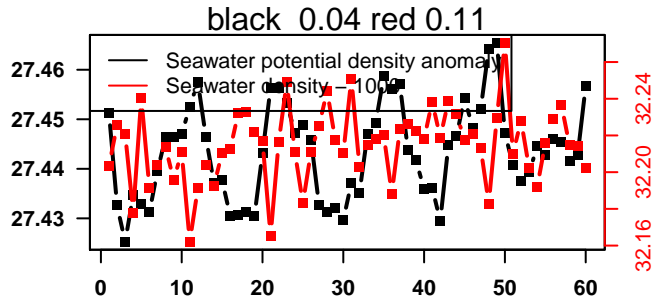 black  0.04 red 0.11
Seawater potential density anomaly
Seawater density − 1000
27.46
27.45
27.44
27.43
32.24
32.20
32.16
0 10 20 30 40 50 60